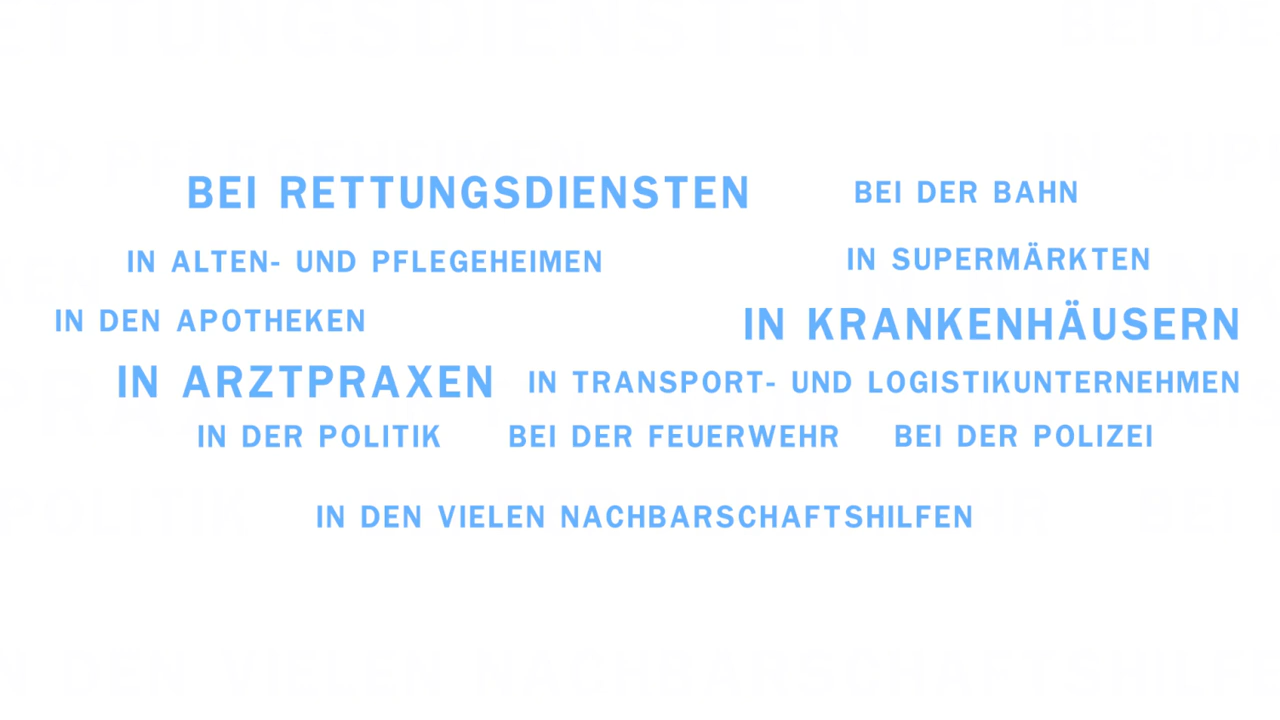 BEI RETTUNGSDIENSTEN
BEI DER BAHN
IN ALTEN- UND PFLEGEHEIMEN
IN SUPERMÄRKTEN
IN DEN APOTHEKEN
IN KRANKENHÄUSERN
IN ARZTPRAXEN
IN TRANSPORT- UND LOGISTIKUNTERNEHMEN
IN DER POLITIK
BEI DER FEUERWEHR
BEI DER POLIZEI
IN DEN VIELEN NACHBARSCHAFTSHILFEN